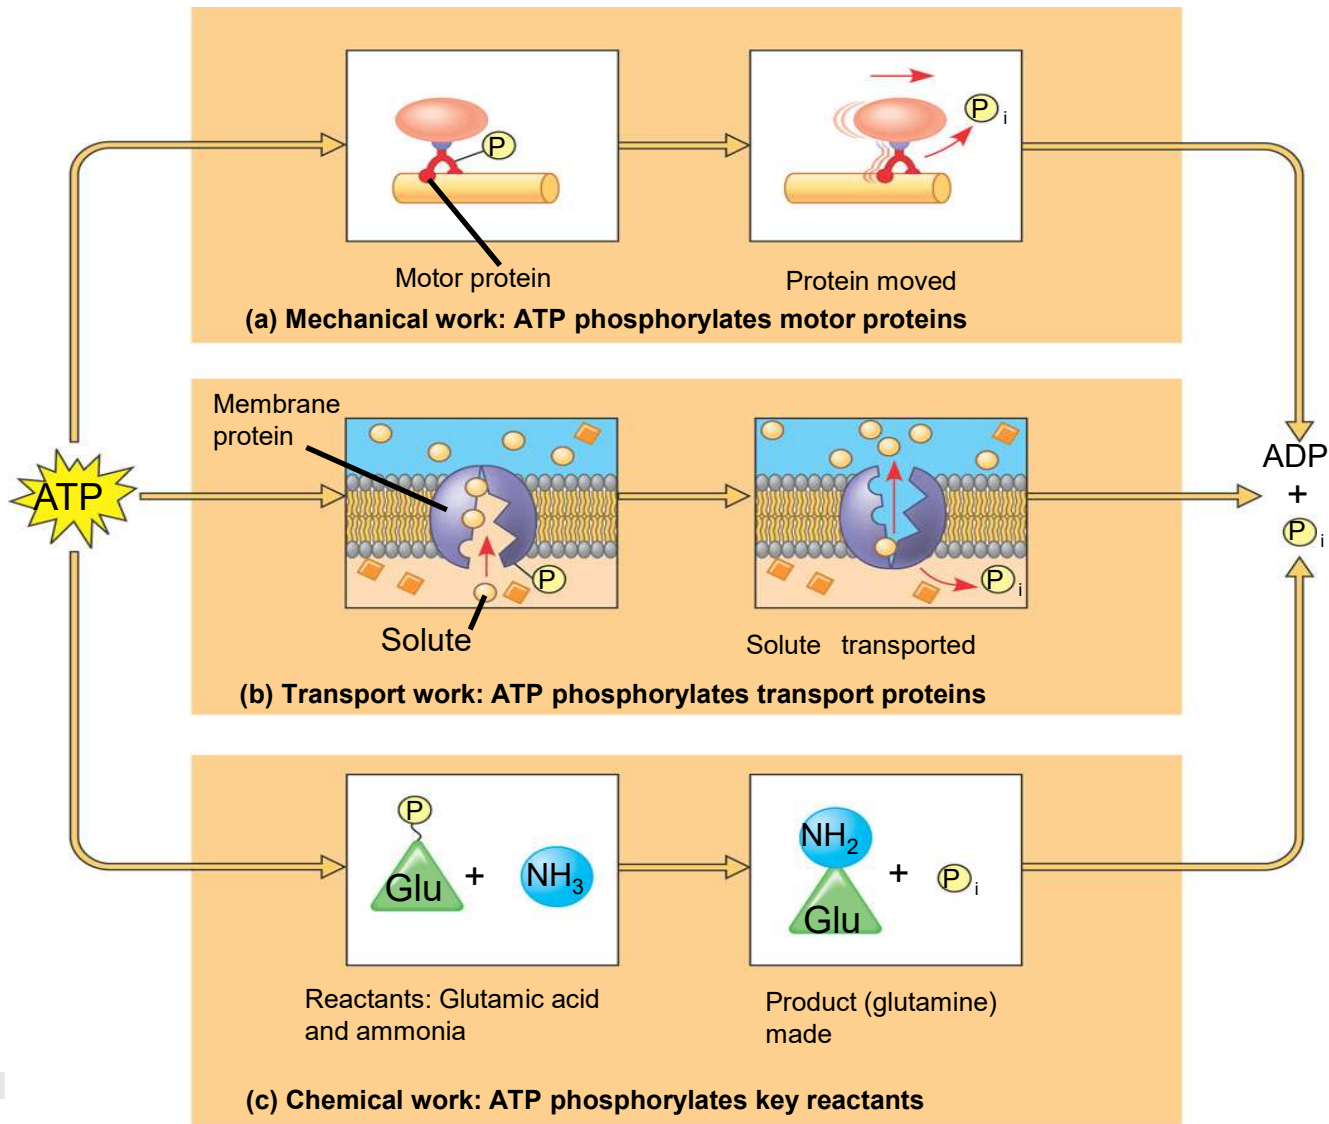 P
P i
Motor protein
Protein moved
(a) Mechanical work: ATP phosphorylates motor proteins
Membrane
protein
ATP
P
P i
Solute
Solute transported
(b) Transport work: ATP phosphorylates transport proteins
ADP
+
P i
P
Glu + NH3
NH2
Glu + P i
Reactants: Glutamic acid
and ammonia
Product (glutamine)
made
(c) Chemical work: ATP phosphorylates key reactants